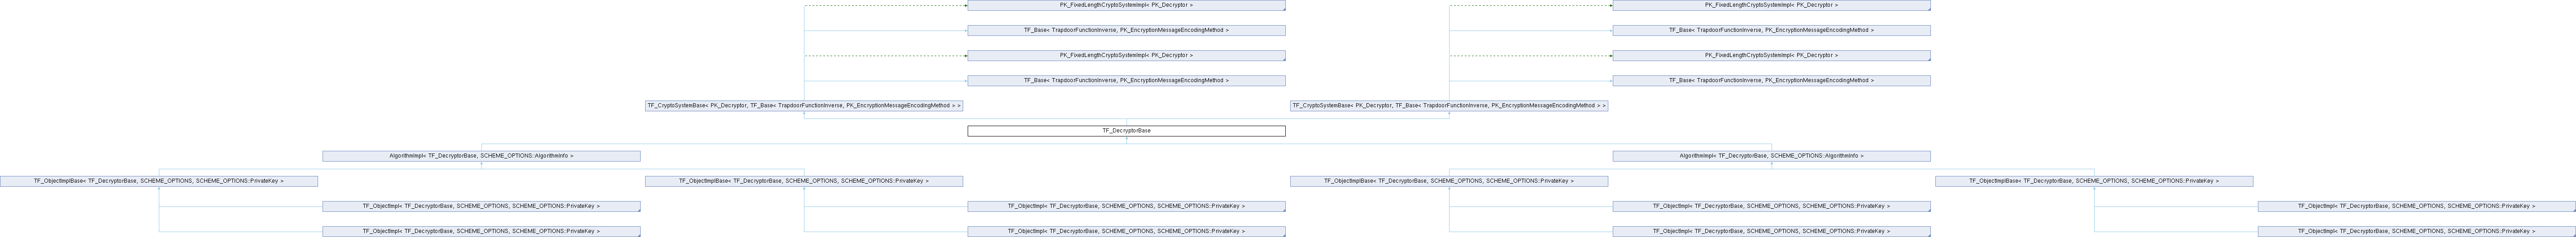 PK_FixedLengthCryptoSystemImpl< PK_Decryptor > PK_FixedLengthCryptoSystemImpl< PK_Decryptor >
TF_Base< TrapdoorFunctionInverse, PK_EncryptionMessageEncodingMethod > TF_Base< TrapdoorFunctionInverse, PK_EncryptionMessageEncodingMethod >
PK_FixedLengthCryptoSystemImpl< PK_Decryptor > PK_FixedLengthCryptoSystemImpl< PK_Decryptor >
TF_Base< TrapdoorFunctionInverse, PK_EncryptionMessageEncodingMethod > TF_Base< TrapdoorFunctionInverse, PK_EncryptionMessageEncodingMethod >
TF_CryptoSystemBase< PK_Decryptor, TF_Base< TrapdoorFunctionInverse, PK_EncryptionMessageEncodingMethod > > TF_CryptoSystemBase< PK_Decryptor, TF_Base< TrapdoorFunctionInverse, PK_EncryptionMessageEncodingMethod > >
TF_DecryptorBase
AlgorithmImpl< TF_DecryptorBase, SCHEME_OPTIONS::AlgorithmInfo > AlgorithmImpl< TF_DecryptorBase, SCHEME_OPTIONS::AlgorithmInfo >
TF_ObjectImplBase< TF_DecryptorBase, SCHEME_OPTIONS, SCHEME_OPTIONS::PrivateKey > TF_ObjectImplBase< TF_DecryptorBase, SCHEME_OPTIONS, SCHEME_OPTIONS::PrivateKey > TF_ObjectImplBase< TF_DecryptorBase, SCHEME_OPTIONS, SCHEME_OPTIONS::PrivateKey > TF_ObjectImplBase< TF_DecryptorBase, SCHEME_OPTIONS, SCHEME_OPTIONS::PrivateKey >
TF_ObjectImpl< TF_DecryptorBase, SCHEME_OPTIONS, SCHEME_OPTIONS::PrivateKey > TF_ObjectImpl< TF_DecryptorBase, SCHEME_OPTIONS, SCHEME_OPTIONS::PrivateKey > TF_ObjectImpl< TF_DecryptorBase, SCHEME_OPTIONS, SCHEME_OPTIONS::PrivateKey > TF_ObjectImpl< TF_DecryptorBase, SCHEME_OPTIONS, SCHEME_OPTIONS::PrivateKey >
TF_ObjectImpl< TF_DecryptorBase, SCHEME_OPTIONS, SCHEME_OPTIONS::PrivateKey > TF_ObjectImpl< TF_DecryptorBase, SCHEME_OPTIONS, SCHEME_OPTIONS::PrivateKey > TF_ObjectImpl< TF_DecryptorBase, SCHEME_OPTIONS, SCHEME_OPTIONS::PrivateKey > TF_ObjectImpl< TF_DecryptorBase, SCHEME_OPTIONS, SCHEME_OPTIONS::PrivateKey >